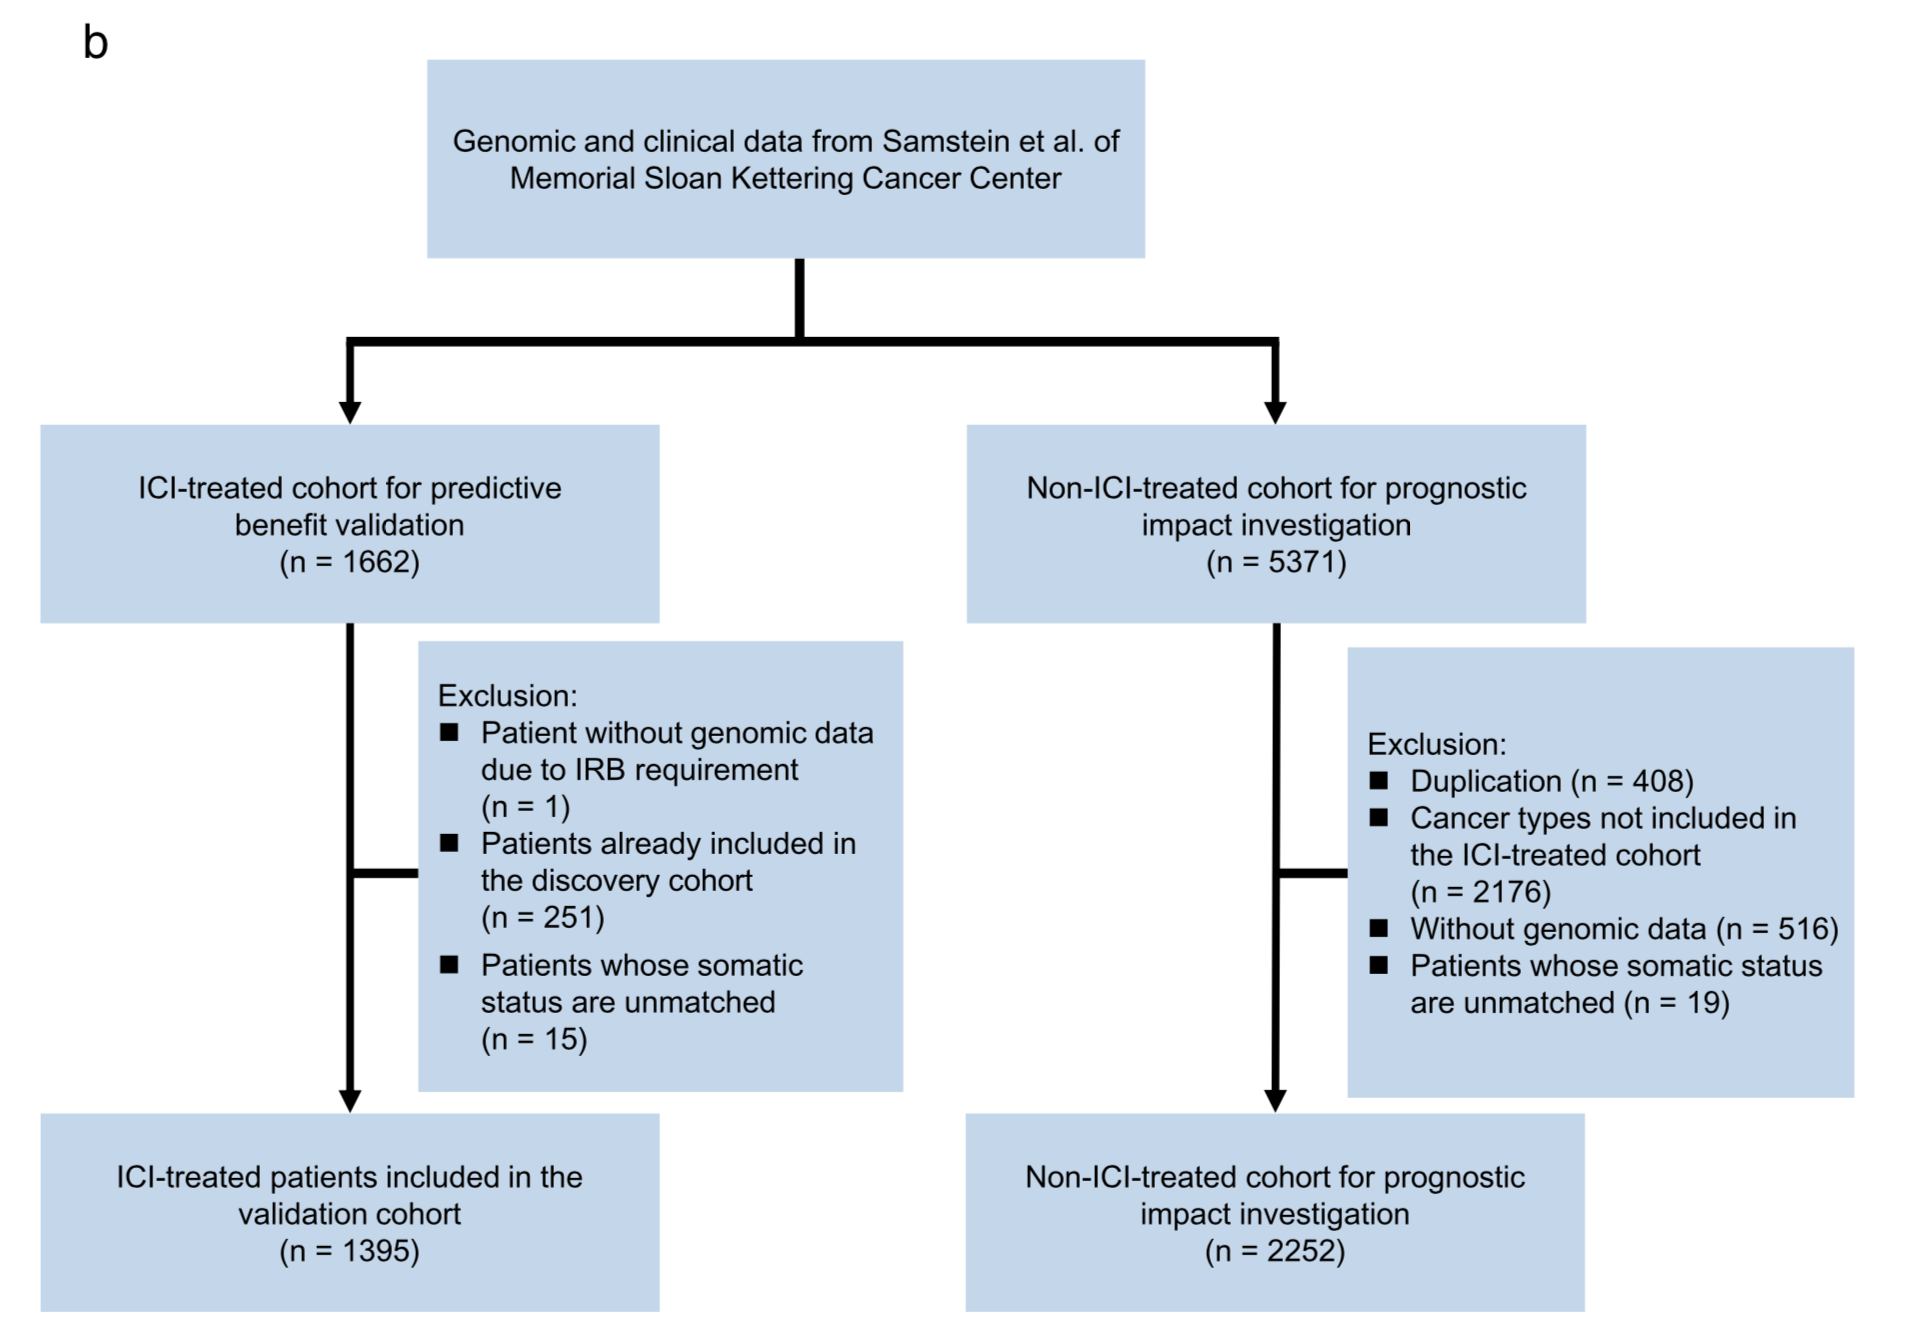 b
Genomic and clinical data from Samstein et al. of
Memorial Sloan Kettering Cancer Center
ICI-treated cohort for predictive
benefit validation
(n = 1662)
Non-ICI-treated cohort for prognostic
impact investigation
(n = 5371)
Exclusion:
■ Patient without genomic data
due to IRB requirement
(n = 1)
■ Patients already included in
the discovery cohort
(n = 251)
■ Patients whose somatic
status are unmatched
(n = 15)
Exclusion:
■ Duplication (n = 408)
■ Cancer types not included in
the ICI-treated cohort
(n = 2176)
■ Without genomic data (n = 516)
■ Patients whose somatic status
are unmatched (n = 19)
ICI-treated patients included in the
validation cohort
(n = 1395)
Non-ICI-treated cohort for prognostic
impact investigation
(n = 2252)